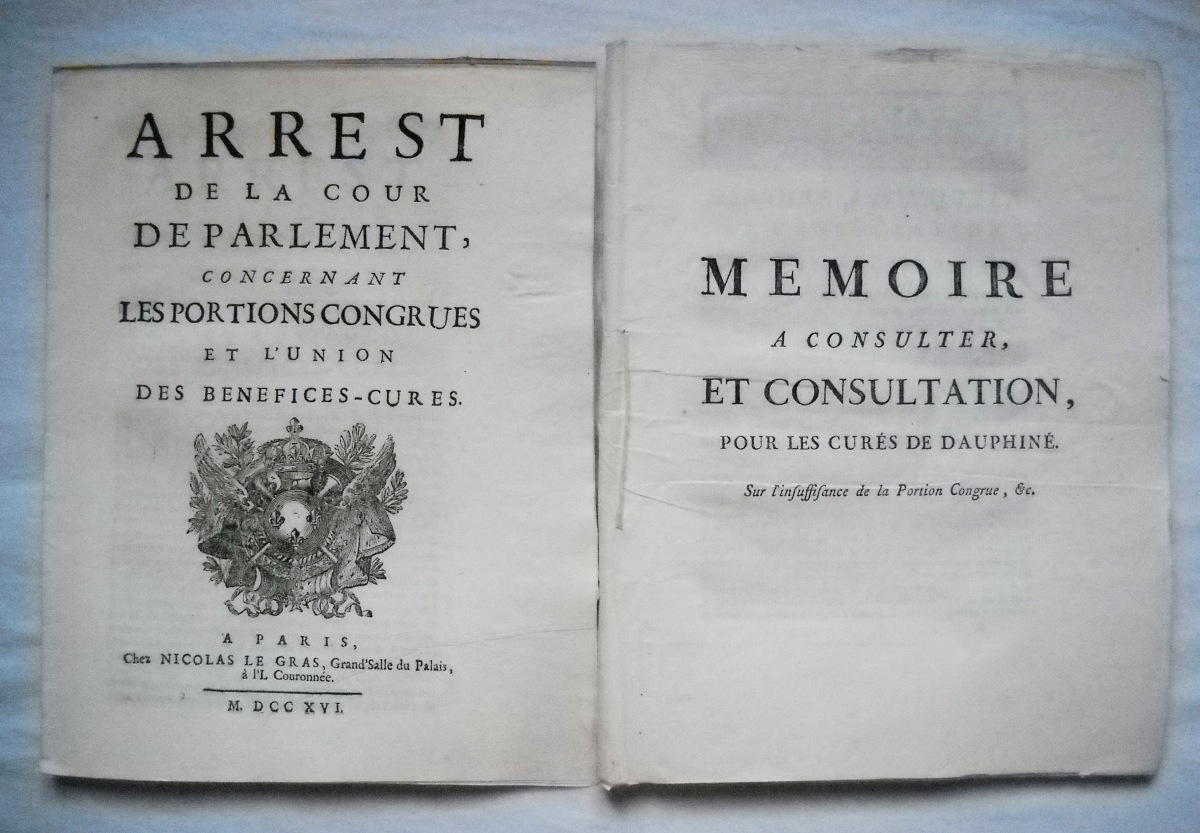 ARREST
DE LA COUR
DE PARLEMENT,
CONCERNANT
LES PORTIONS CONGRUES
ET L'UNION
DES BENEFICES-CURES.
A PARIS,
Chez NICOLAS LE GRAS, Grand'Salle du Palais,
à l'L Couronnée.
M. DCC XVI.
MEMOIRE
A CONSULTER,
ET CONSULTATION,
POUR LES CURÉS DE DAUPHINÉ.
Sur l'inſuffiſance de la Portion Congrue, &c.